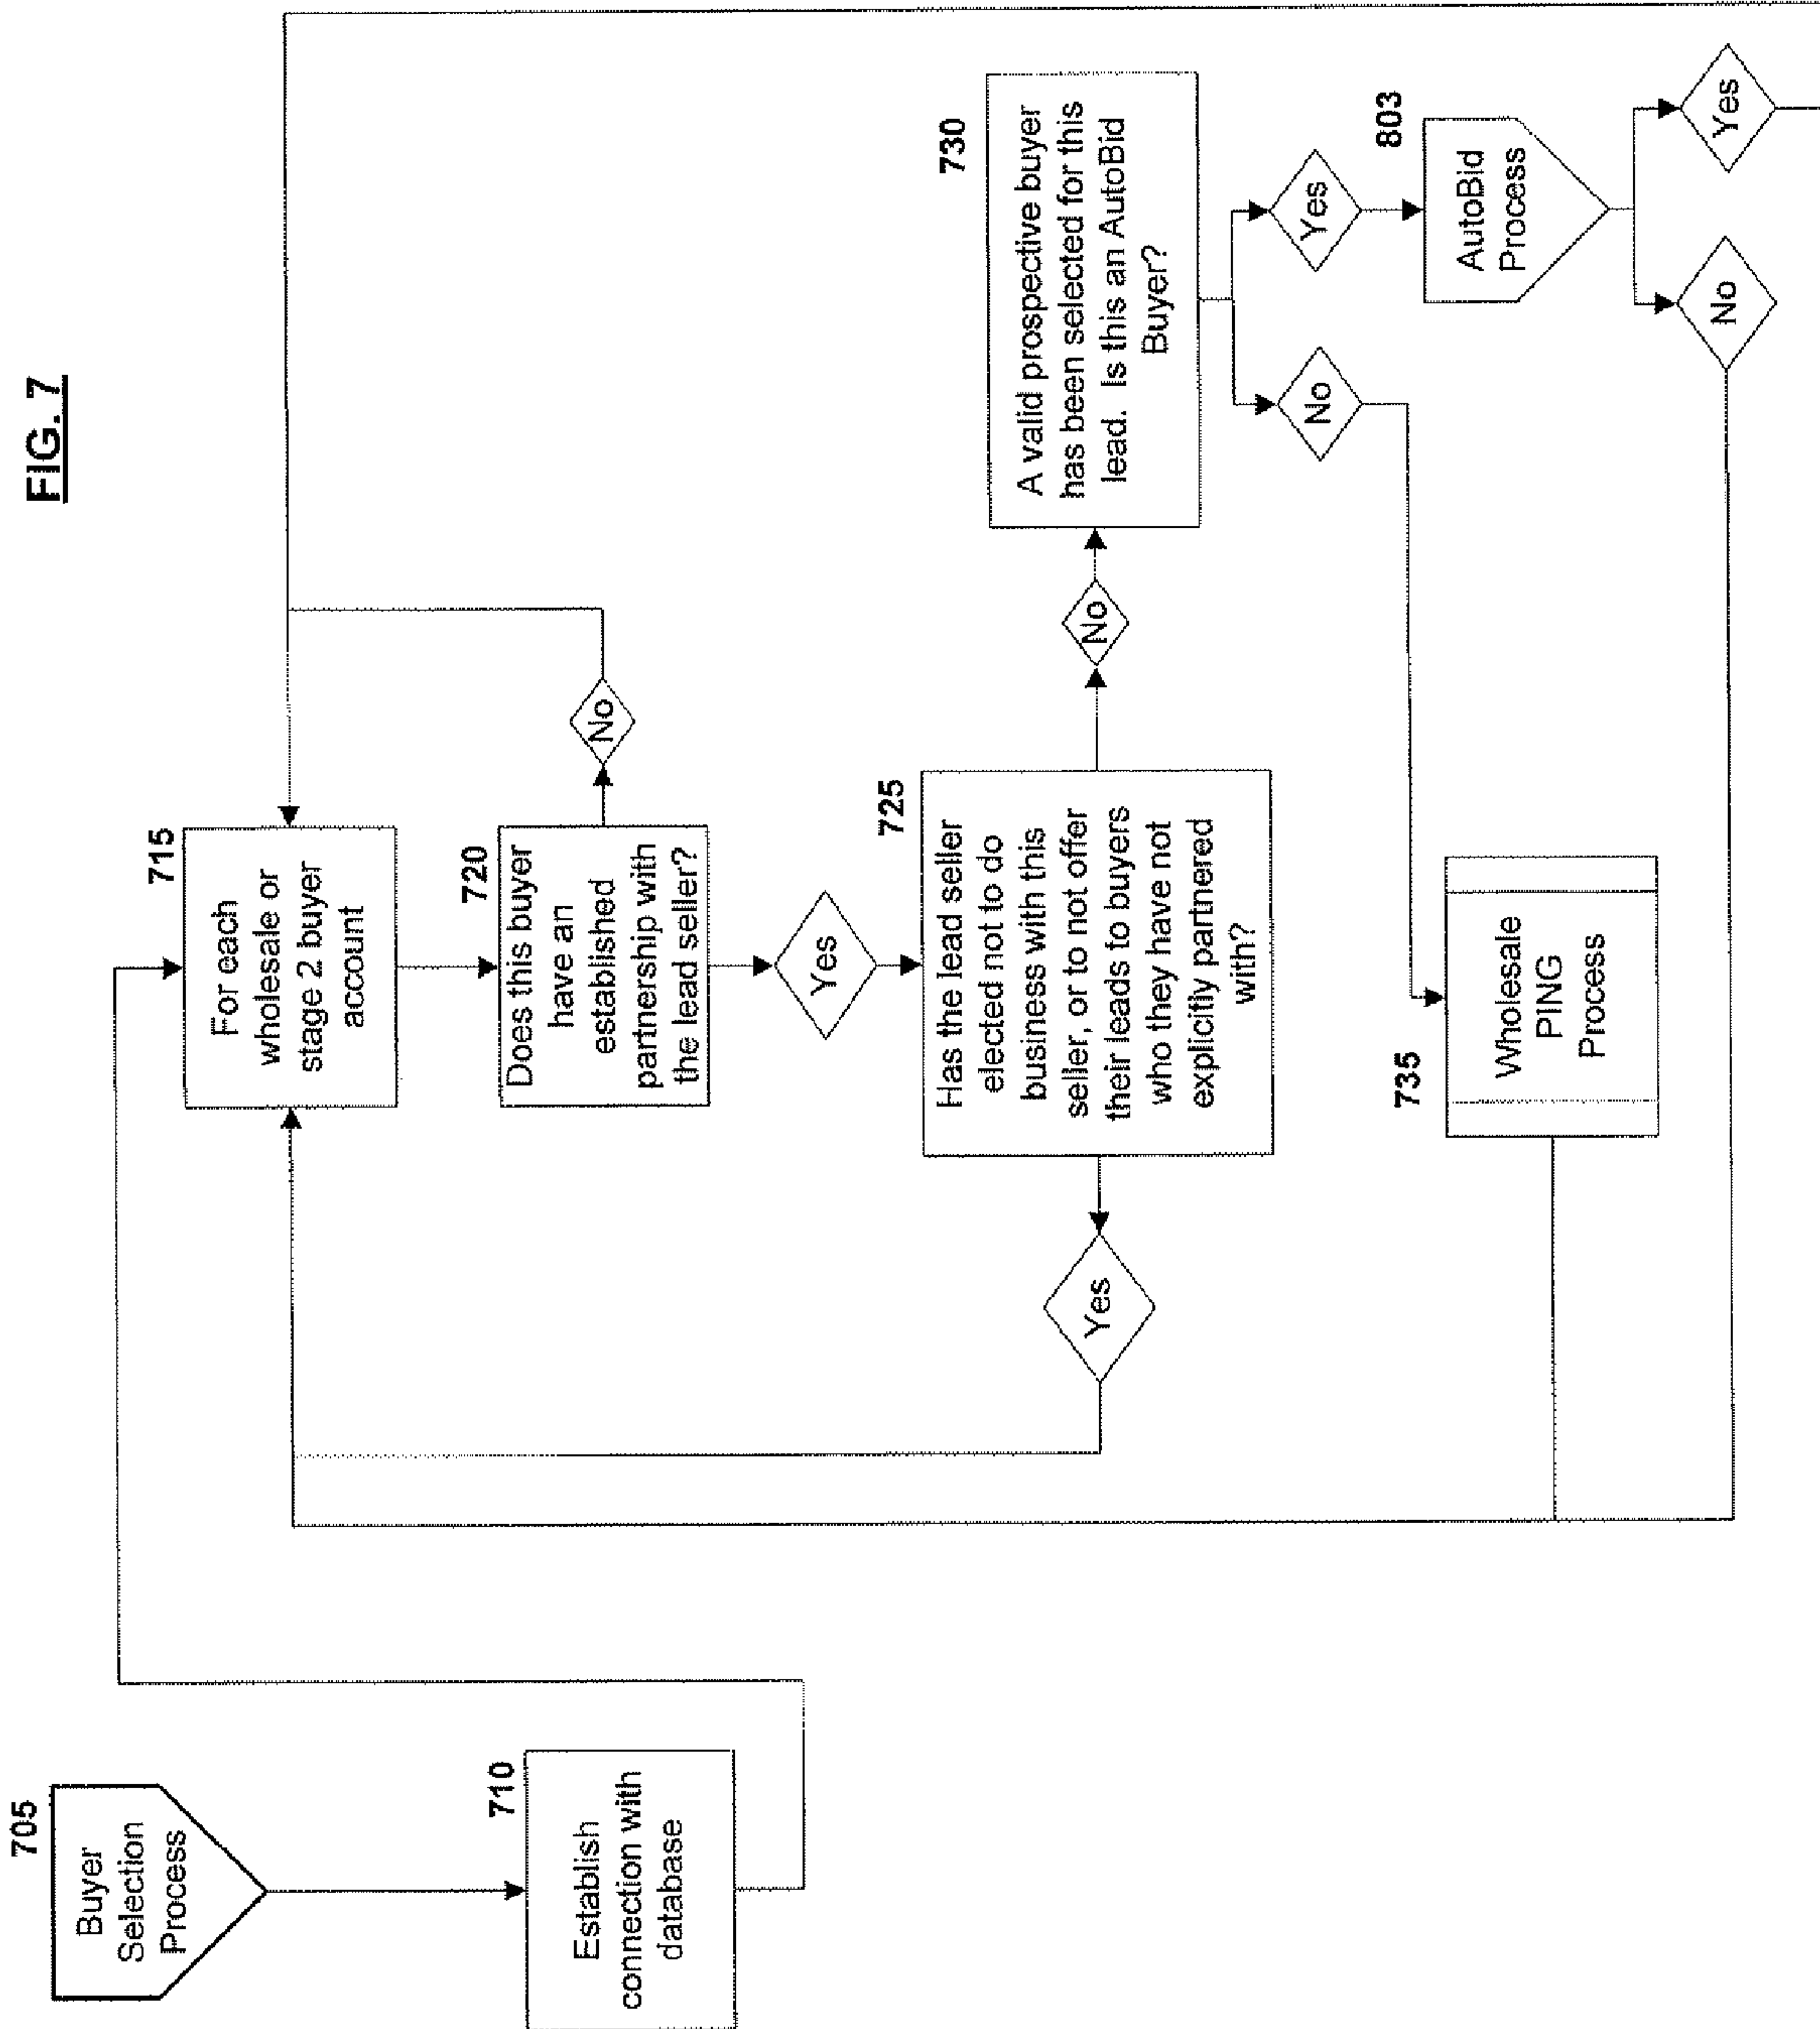 FIG. 7
705
Buyer
Selection
Process
710
Establish
connection with
database
715
For each
wholesale or
stage 2 buyer
account
720
Does this buyer
have an
established
partnership with
the lead seller?
No
Yes
725
Has the lead seller
elected not to do
business with this
seller, or to not offer
their leads to buyers
who they have not
explicifly partnered
with?
Yes
No
730
A valid prospective buyer
has been selected for this
lead. Is this an AutoBid
Buyer?
No
Yes
735
Wholesale
PING
Process
803
AutoBid
Process
No
Yes